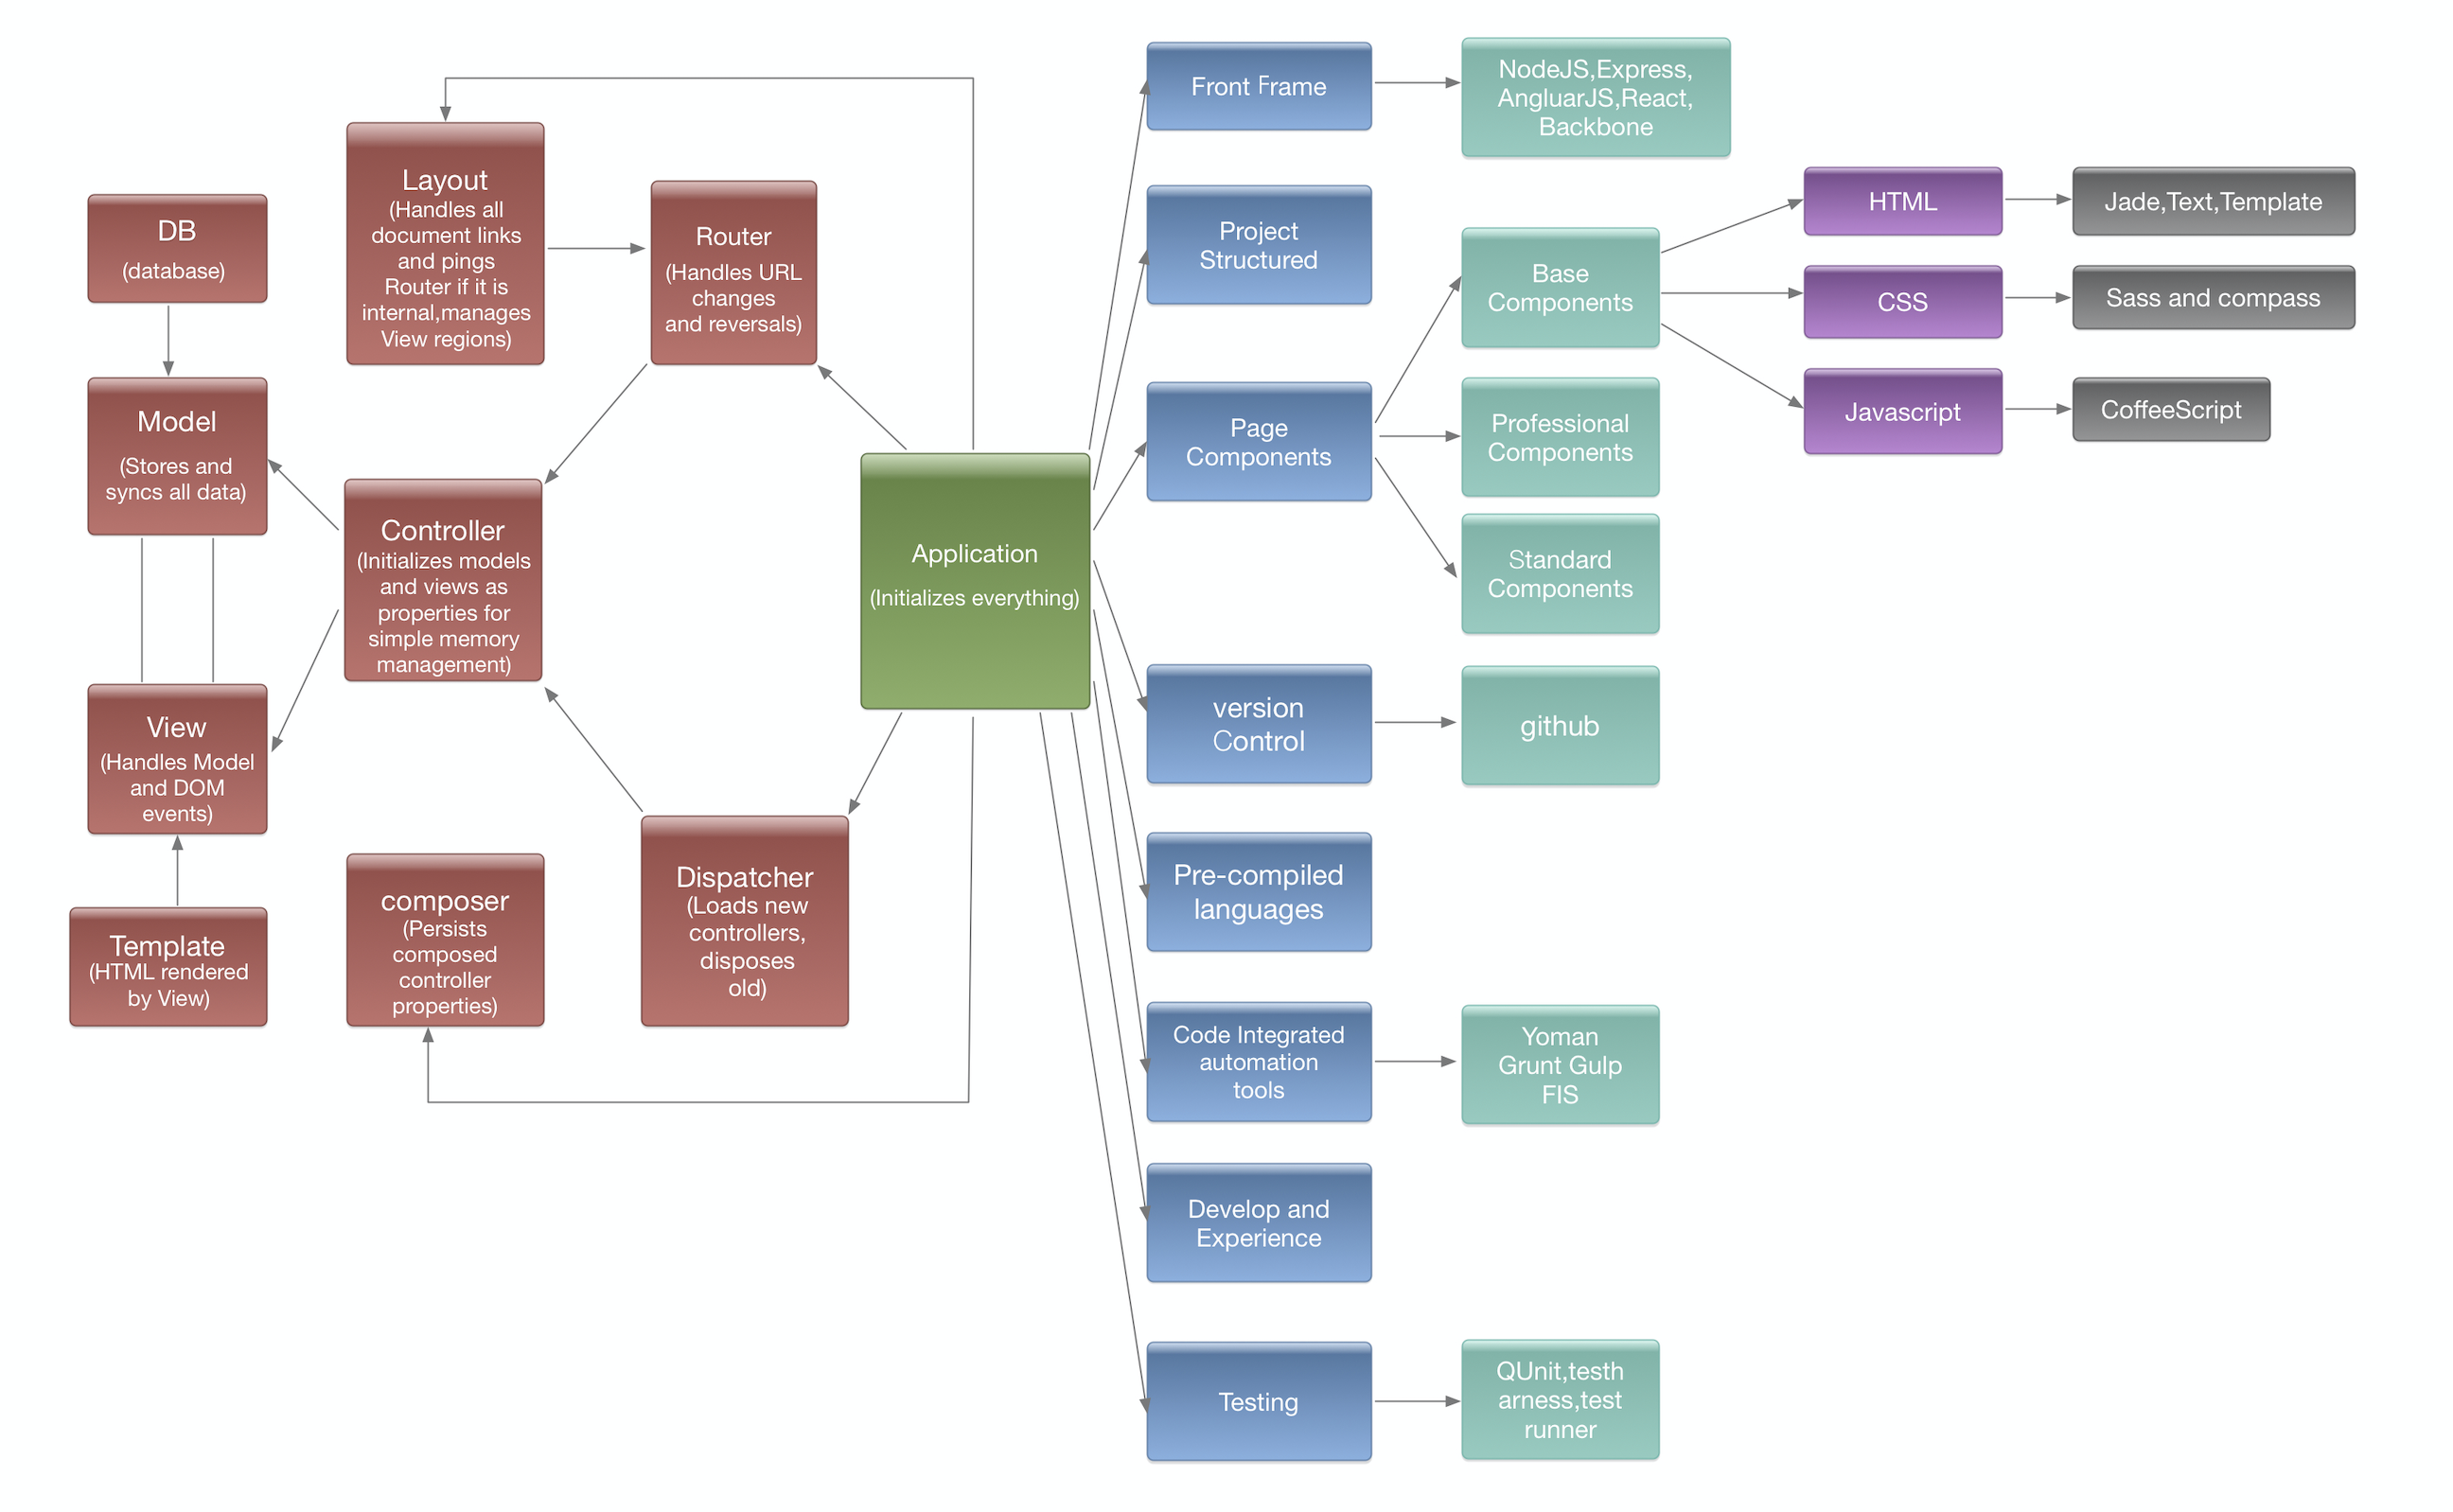 DB
(database)
Model
(Stores and
syncs all data)
View
(Handles Model
and DOM
events)
Template
(HTML rendered
by View)
Layout
(Handles all
document links
and pings
Router if it is
internal,manages
View regions)
Router
(Handles URL
changes
and reversals)
Controller
(Initializes models
and views as
properties for
simple memory
management)
composer
(Persists
composed
controller
properties)
Dispatcher
(Loads new
controllers,
disposes
old)
Application
(Initializes everything)
Front Frame
NodeJS,Express,
AngluarJS,React,
Backbone
Project
Structured
Page
Components
Base
Components
HTML
Jade,Text,Template
CSS
Sass and compass
Javascript
CoffeeScript
Professional
Components
Standard
Components
version
Control
github
Pre-compiled
languages
Code Integrated
automation
tools
Yoman
Grunt Gulp
FIS
Develop and
Experience
Testing
QUnit,testh
arness,test
runner